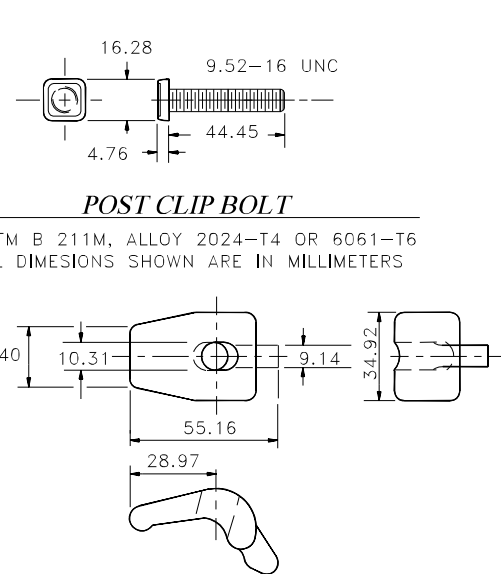 16.28
9.52-16 UNC
44.45
4.76
POST CLIP BOLT
TM B 211M, ALLOY 2024-T4 OR 6061-T6
L DIMESIONS SHOWN ARE IN MILLIMETERS
40
10.31
9.14
34.92
55.16
28.97